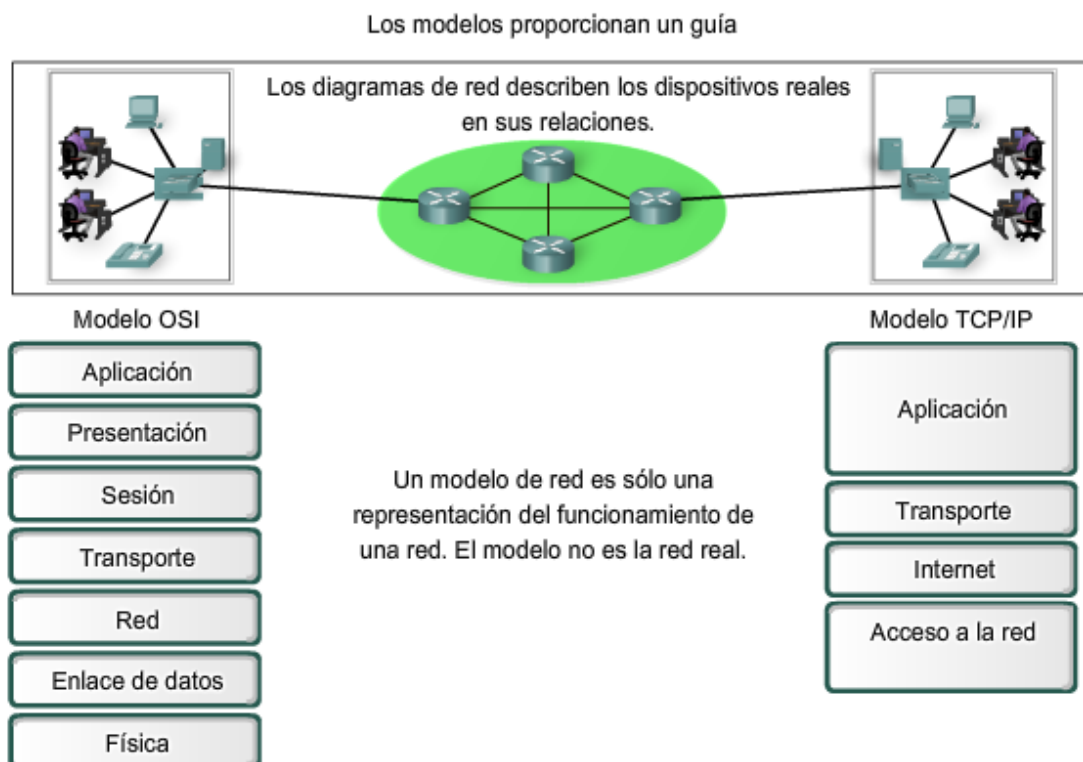 Los modelos proporcionan un guía
Los diagramas de red describen los dispositivos reales
en sus relaciones.
Modelo OSI
Aplicación
Presentación
Sesión
Transporte
Red
Enlace de datos
Física
Un modelo de red es sólo una
representación del funcionamiento de
una red. El modelo no es la red real.
Modelo TCP/IP
Aplicación
Transporte
Internet
Acceso a la red